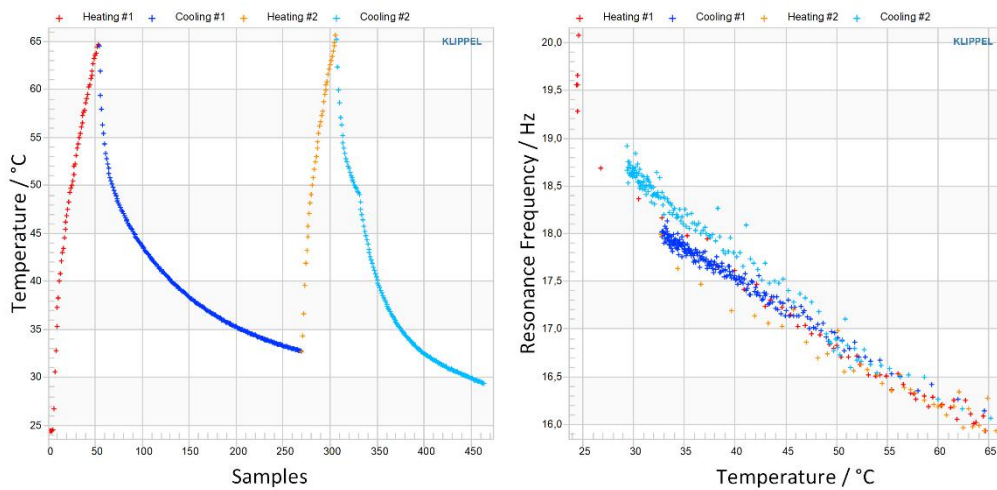 Heating #1 Cooling #1 Heating #2 Cooling #2
KLIPPEL
Temperature / °C
65
60
55
50
45
40
35
30
25
0 50 100 150 200 250 300 350 400 450
Samples
Heating #1 Cooling #1 Heating #2 Cooling #2
KLIPPEL
Resonance Frequency / Hz
20,0
19,5
19,0
18,5
18,0
17,5
17,0
16,5
16,0
25 30 35 40 45 50 55 60 65
Temperature / °C